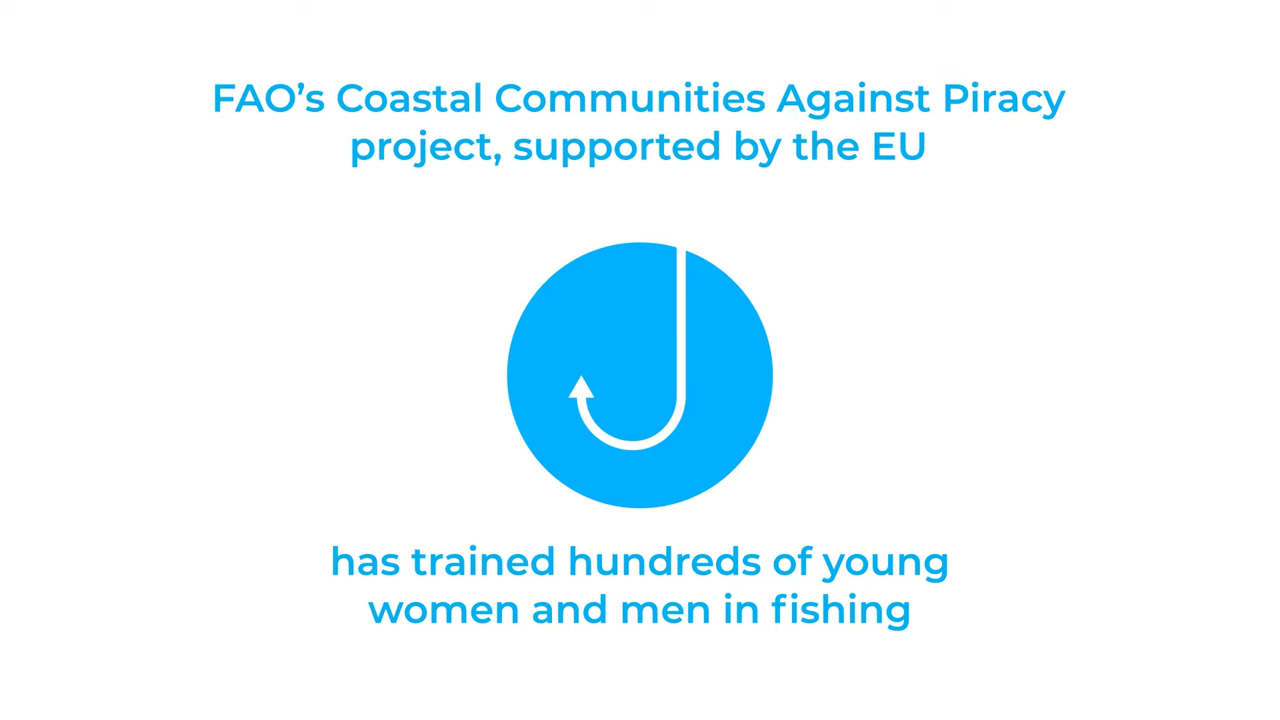 FAO’s Coastal Communities Against Piracy
project, supported by the EU
has trained hundreds of young
women and men in fishing